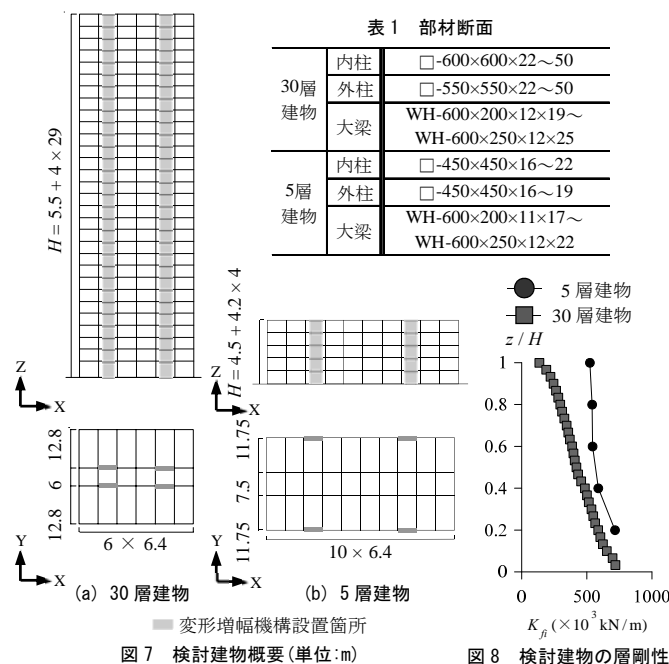 表1 部材断面
30層建物 内柱 □-600×600×22～50
外柱 □-550×550×22～50
大梁 WH-600×200×12×19～
WH-600×250×12×25
5層建物 内柱 □-450×450×16～22
外柱 □-450×450×16～19
大梁 WH-600×200×11×17～
WH-600×250×12×22
H = 5.5 + 4 × 29
Z
X
12.8
6
12.8
6 × 6.4
Y
X
(a) 30層建物
H = 4.5 + 4.2 × 4
Z
X
11.75
7.5
11.75
10 × 6.4
Y
X
(b) 5層建物
変形増幅機構設置箇所
図7 検討建物概要(単位:m)
5層建物
30層建物
z / H
1
0.8
0.6
0.4
0.2
0
0 500 1000
K_fi (×10³ kN/m)
図8 検討建物の層剛性